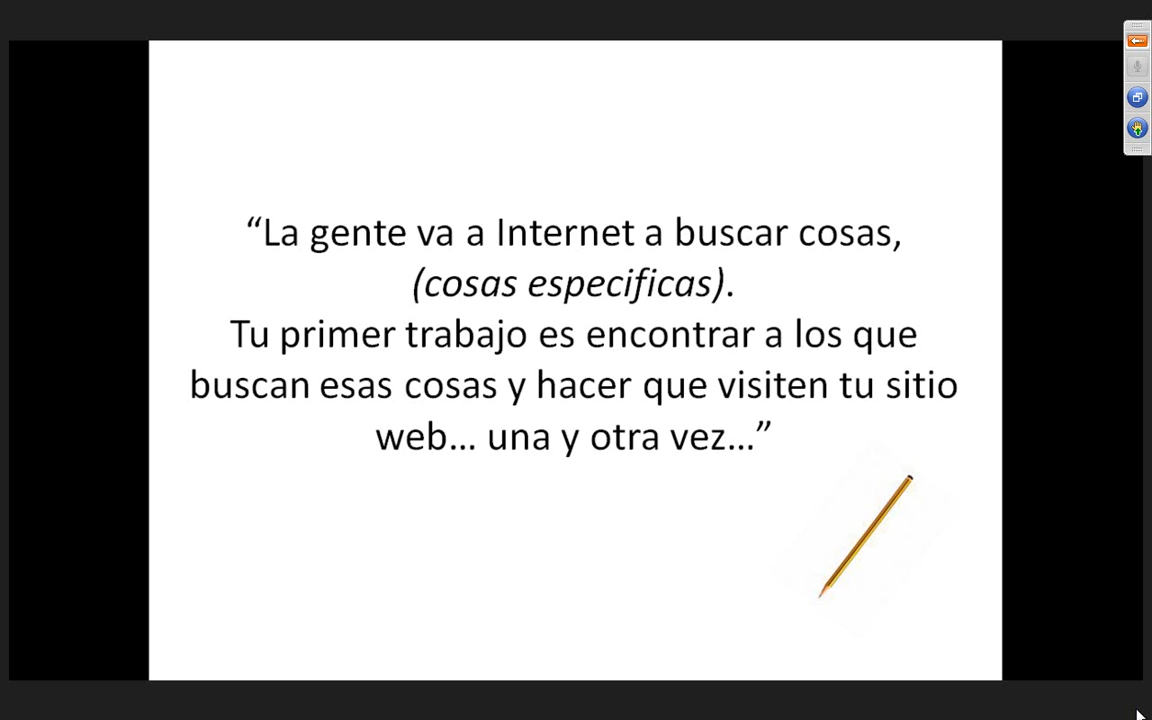 “La gente va a Internet a buscar cosas,
(cosas especificas).
Tu primer trabajo es encontrar a los que
buscan esas cosas y hacer que visiten tu sitio
web... una y otra vez...”